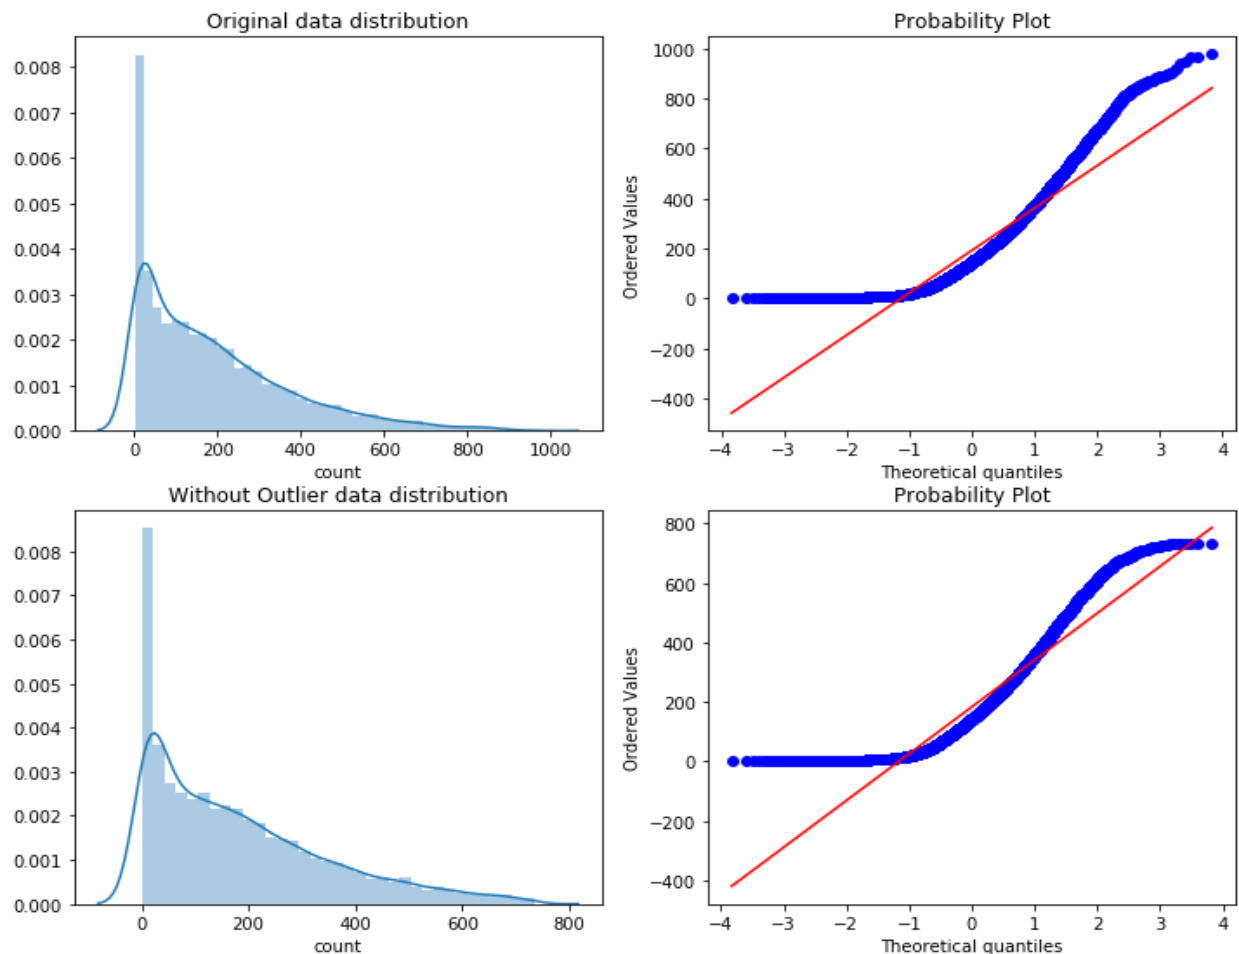 Original data distribution
0.008
0.007
0.006
0.005
0.004
0.003
0.002
0.001
0.000
0 200 400 600 800 1000
count
Probability Plot
Ordered Values
1000
800
600
400
200
0
−200
−400
−4 −3 −2 −1 0 1 2 3 4
Theoretical quantiles
Without Outlier data distribution
0.008
0.007
0.006
0.005
0.004
0.003
0.002
0.001
0.000
0 200 400 600 800
count
Probability Plot
Ordered Values
800
600
400
200
0
−200
−400
−4 −3 −2 −1 0 1 2 3 4
Theoretical quantiles